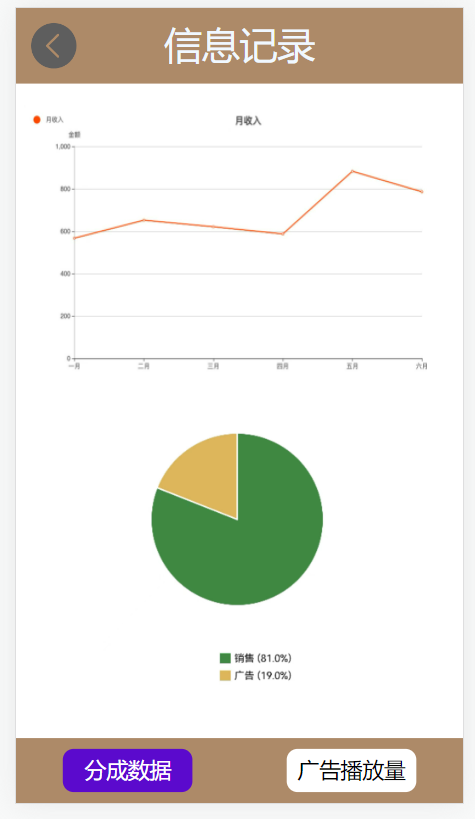 信息记录
月收入
月收入
金额
1,000
800
600
400
200
0
一月 二月 三月 四月 五月 六月
销售 (81.0%)
广告 (19.0%)
分成数据 广告播放量